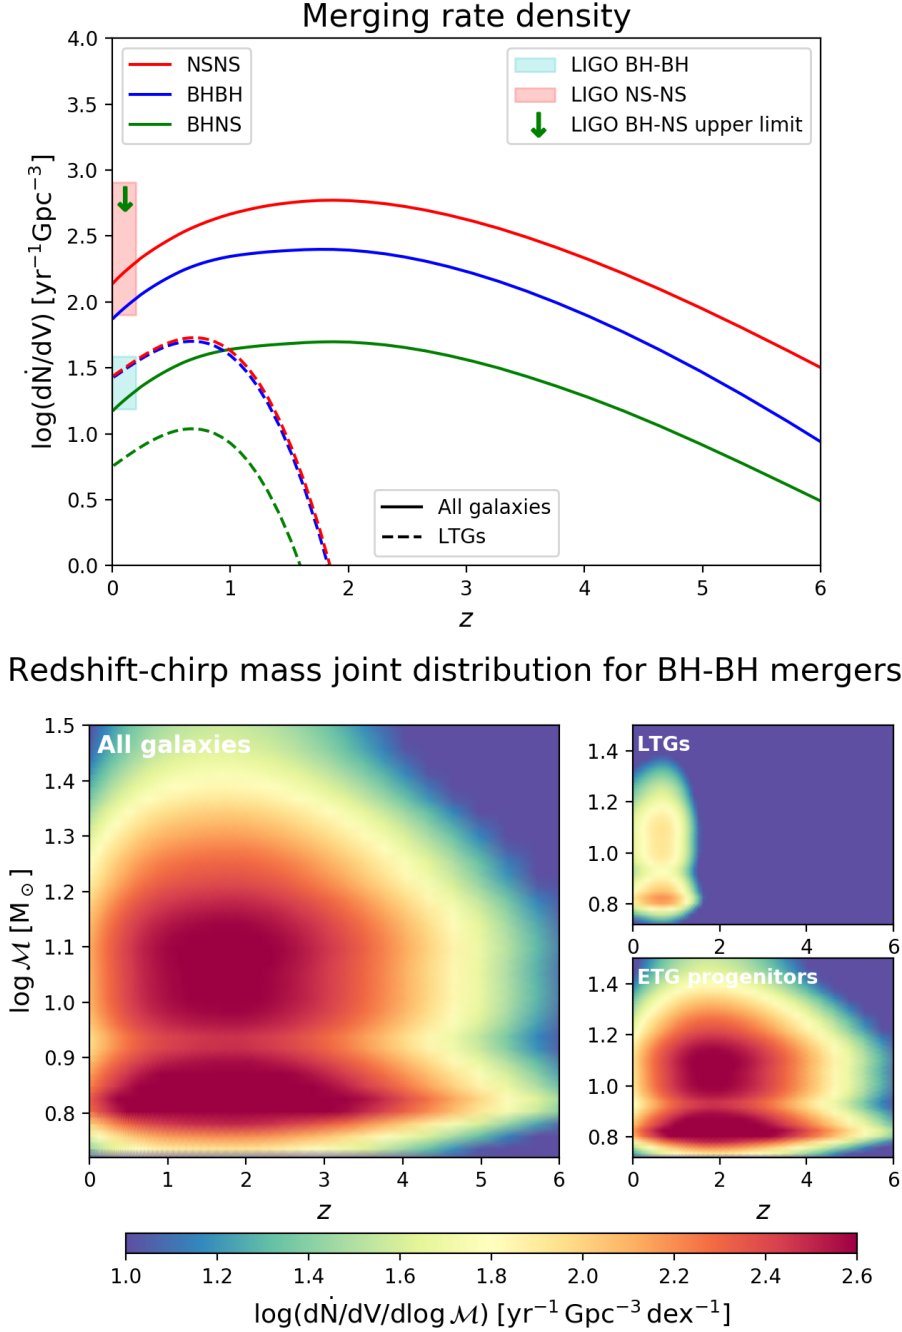 Merging rate density
log(dṄ/dV) [yr⁻¹Gpc⁻³]
4.0
3.5
3.0
2.5
2.0
1.5
1.0
0.5
0.0
NSNS
BHBH
BHNS
LIGO BH-BH
LIGO NS-NS
LIGO BH-NS upper limit
All galaxies
LTGs
0 1 2 3 4 5 6
z
Redshift-chirp mass joint distribution for BH-BH mergers
log ℳ [M⊙]
1.5
1.4
1.3
1.2
1.1
1.0
0.9
0.8
All galaxies
0 1 2 3 4 5 6
z
1.4
1.2
1.0
0.8
LTGs
0 2 4 6
1.4
1.2
1.0
0.8
ETG progenitors
0 1 2 3 4 5 6
z
1.0 1.2 1.4 1.6 1.8 2.0 2.2 2.4 2.6
log(dṄ/dV/dlog ℳ) [yr⁻¹ Gpc⁻³ dex⁻¹]